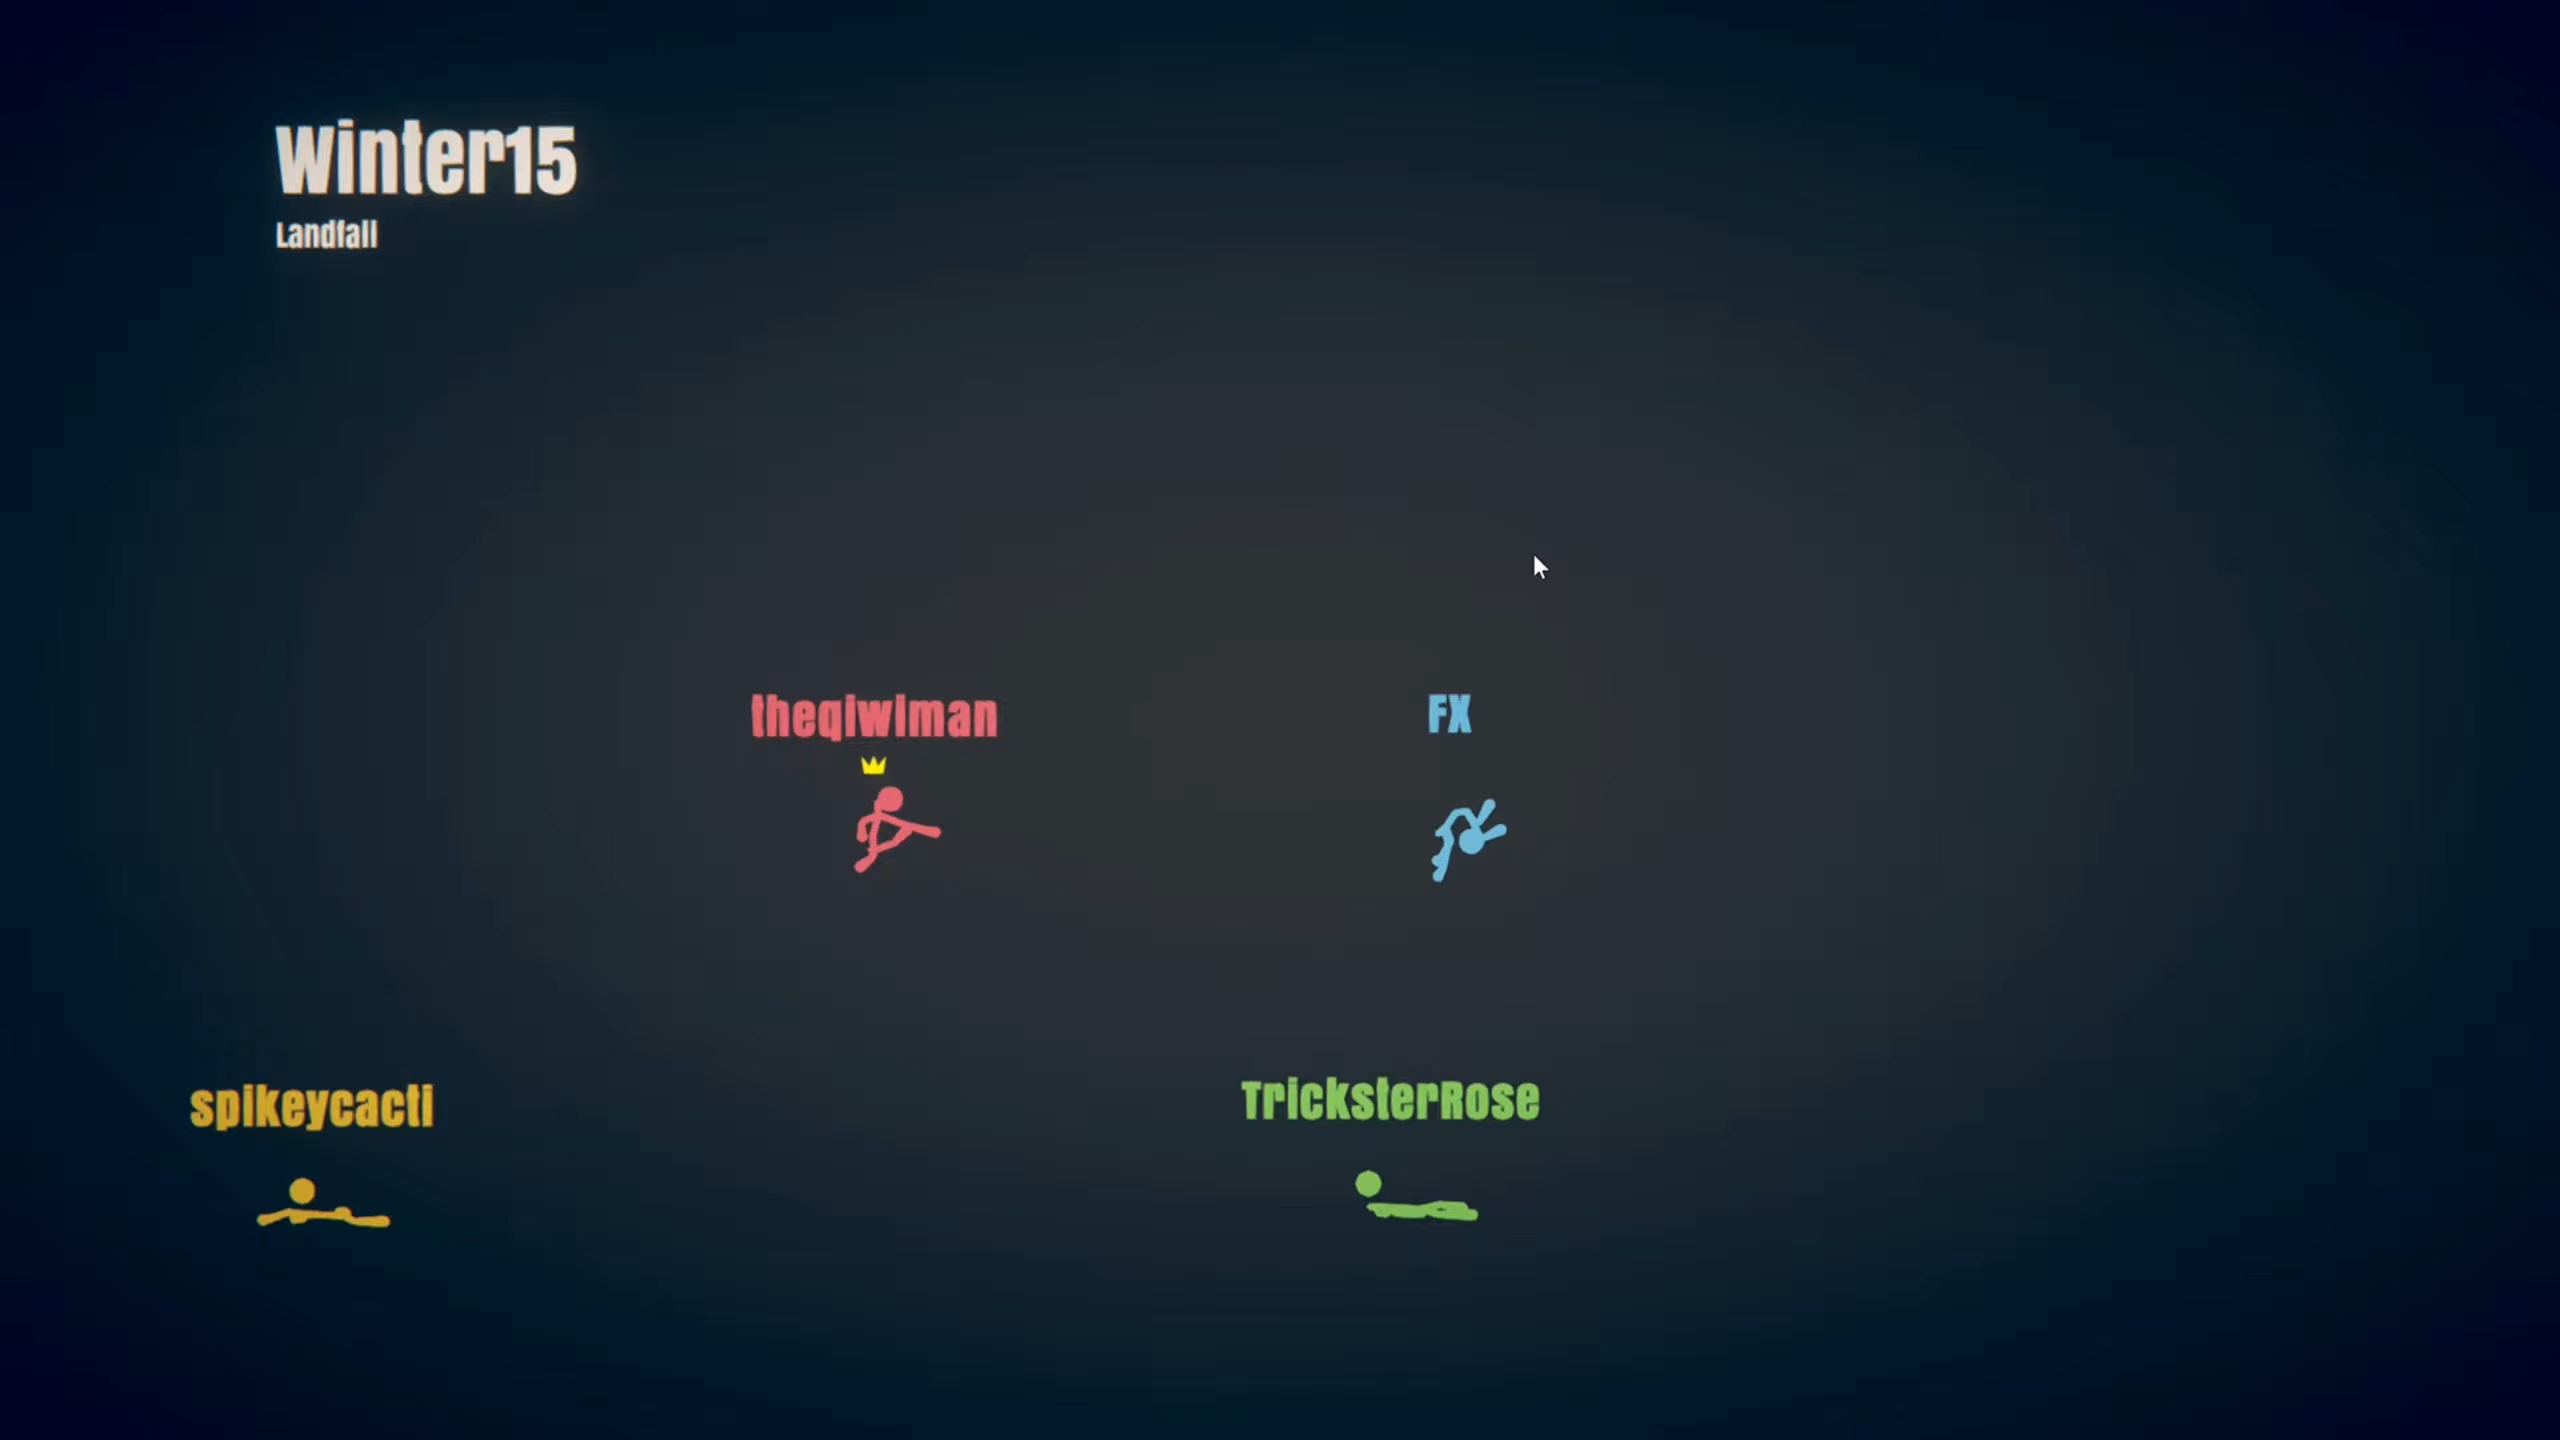 Winter15
Landfall
theqiwiman
FX
spikeycacti
TricksterRose